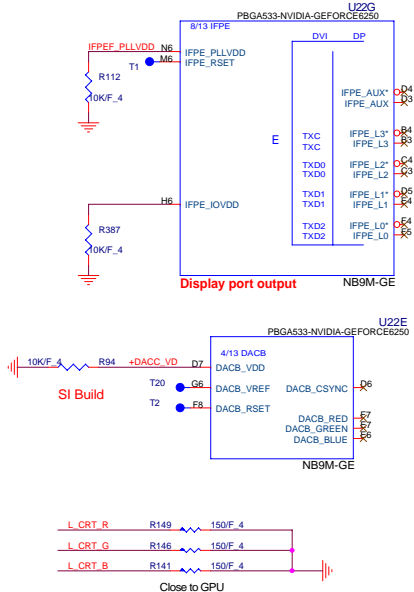 U22G
PBGA533-NVIDIA-GEFORCE6250
8/13 IFPE
DVI DP
IFPEF_PLLVDD N6 IFPE_PLLVDD
T1 M6 IFPE_RSET
R112
10K/F_4
IFPE_AUX* D4
IFPE_AUX D3
E
TXC IFPE_L3* B4
TXC IFPE_L3 B3
TXD0 IFPE_L2* C4
TXD0 IFPE_L2 C3
TXD1 IFPE_L1* D5
H6 IFPE_IOVDD TXD1 IFPE_L1 E4
TXD2 IFPE_L0* F4
TXD2 IFPE_L0 F5
R387
10K/F_4
Display port output
NB9M-GE
U22E
PBGA533-NVIDIA-GEFORCE6250
4/13 DACB
10K/F_4 R94 +DACC_VD D7 DACB_VDD
T20 G6 DACB_VREF DACB_CSYNC D6
SI Build
T2 F8 DACB_RSET
DACB_RED F7
DACB_GREEN E7
DACB_BLUE E6
NB9M-GE
L_CRT_R R149 150/F_4
L_CRT_G R146 150/F_4
L_CRT_B R141 150/F_4
Close to GPU